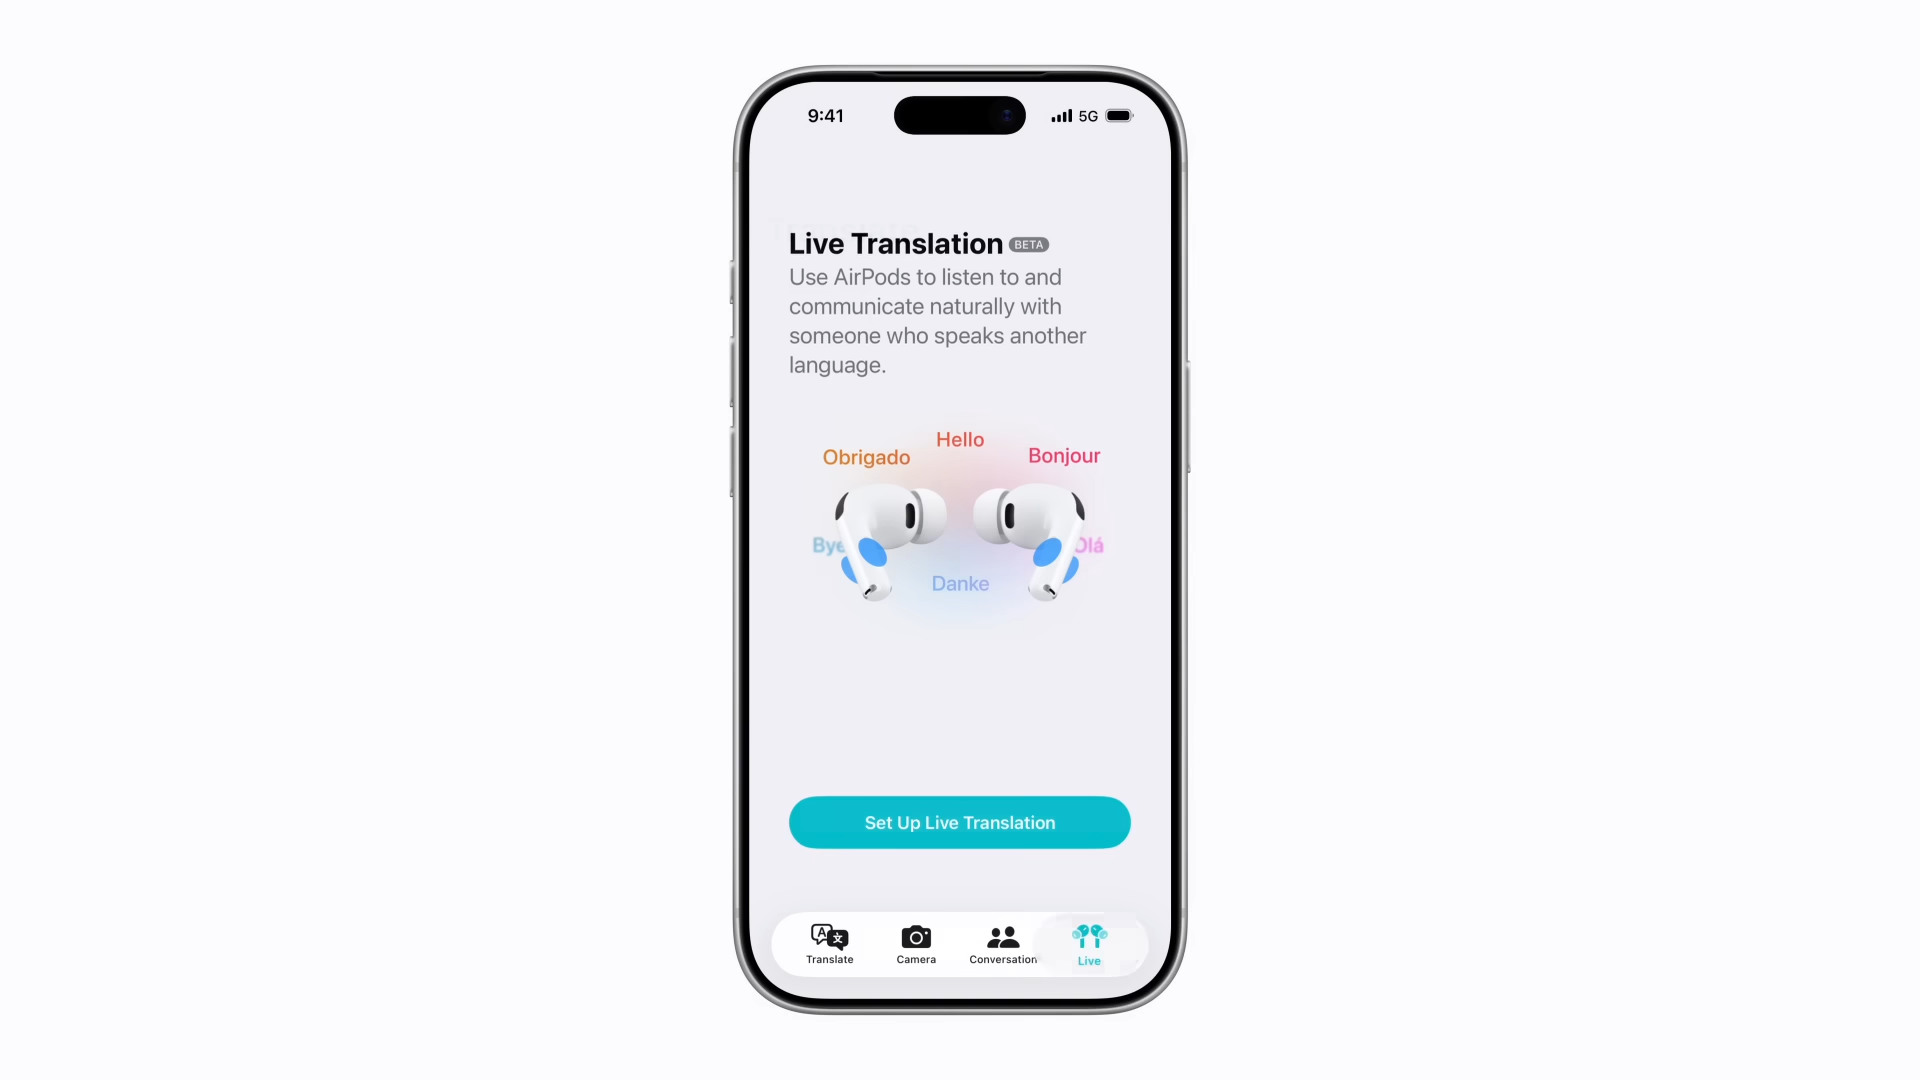 9:41
5G
Live Translation BETA
Use AirPods to listen to and
communicate naturally with
someone who speaks another
language.
Hello
Obrigado
Bonjour
Bye
Olá
Danke
Set Up Live Translation
Translate
Camera
Conversation
Live